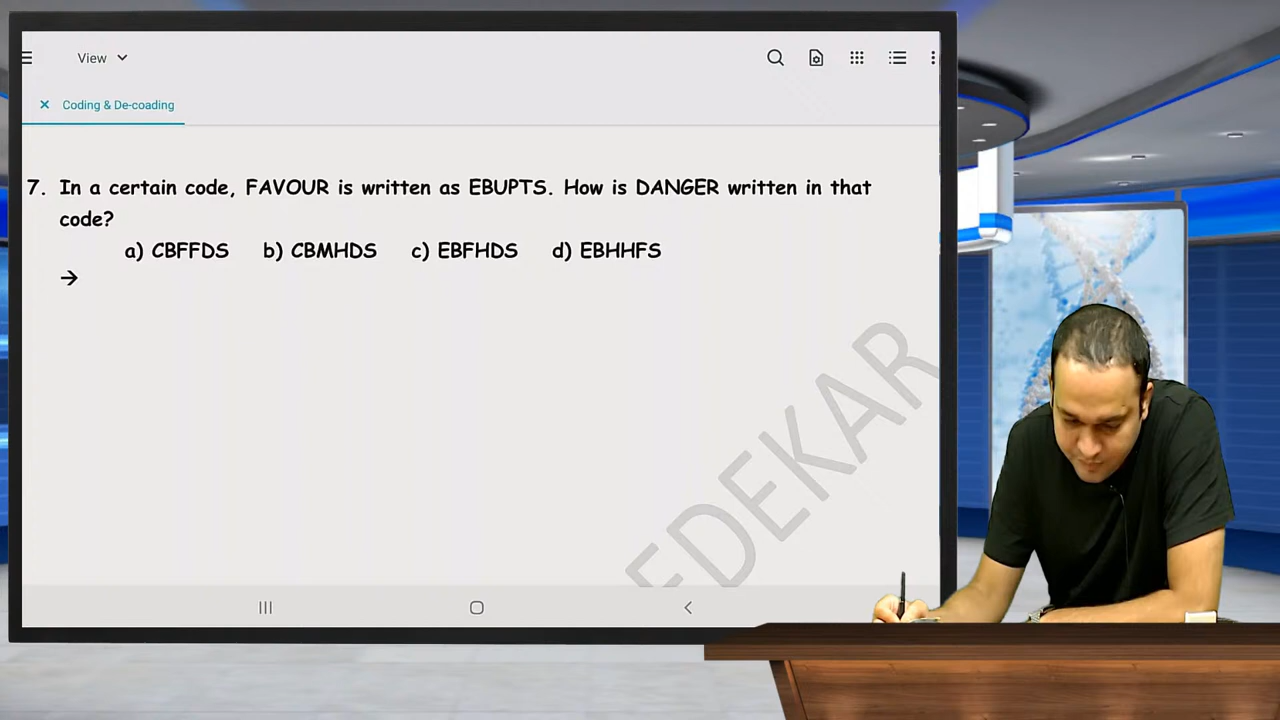 View
Coding & De-coading
7. In a certain code, FAVOUR is written as EBUPTS. How is DANGER written in that
code?
a) CBFFDS b) CBMHDS c) EBFHDS d) EBHHFS
→
EDEKAR